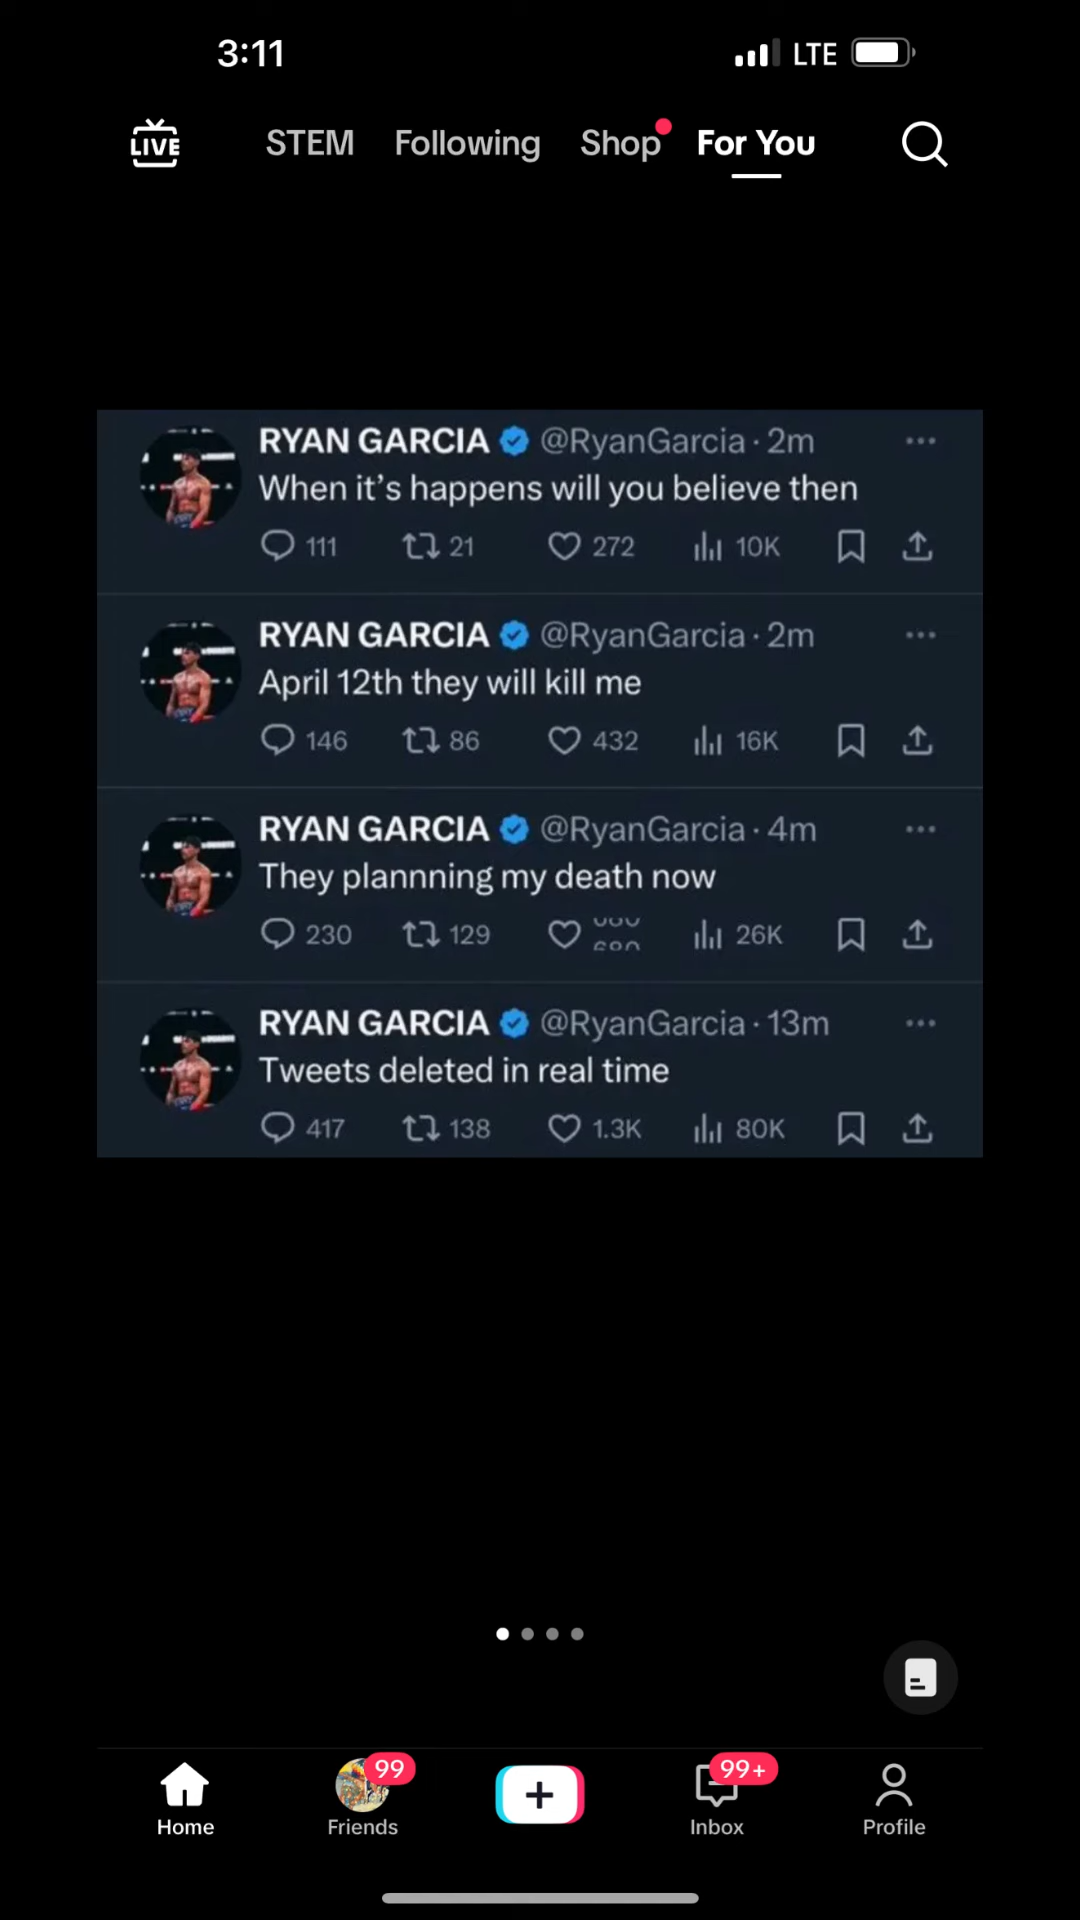 3:11 LTE
LIVE STEM Following Shop For You
RYAN GARCIA @RyanGarcia · 2m
When it's happens will you believe then
111 21 272 10K
RYAN GARCIA @RyanGarcia · 2m
April 12th they will kill me
146 86 432 16K
RYAN GARCIA @RyanGarcia · 4m
They plannning my death now
230 129 680 26K
RYAN GARCIA @RyanGarcia · 13m
Tweets deleted in real time
417 138 1.3K 80K
99 99+
Home Friends Inbox Profile